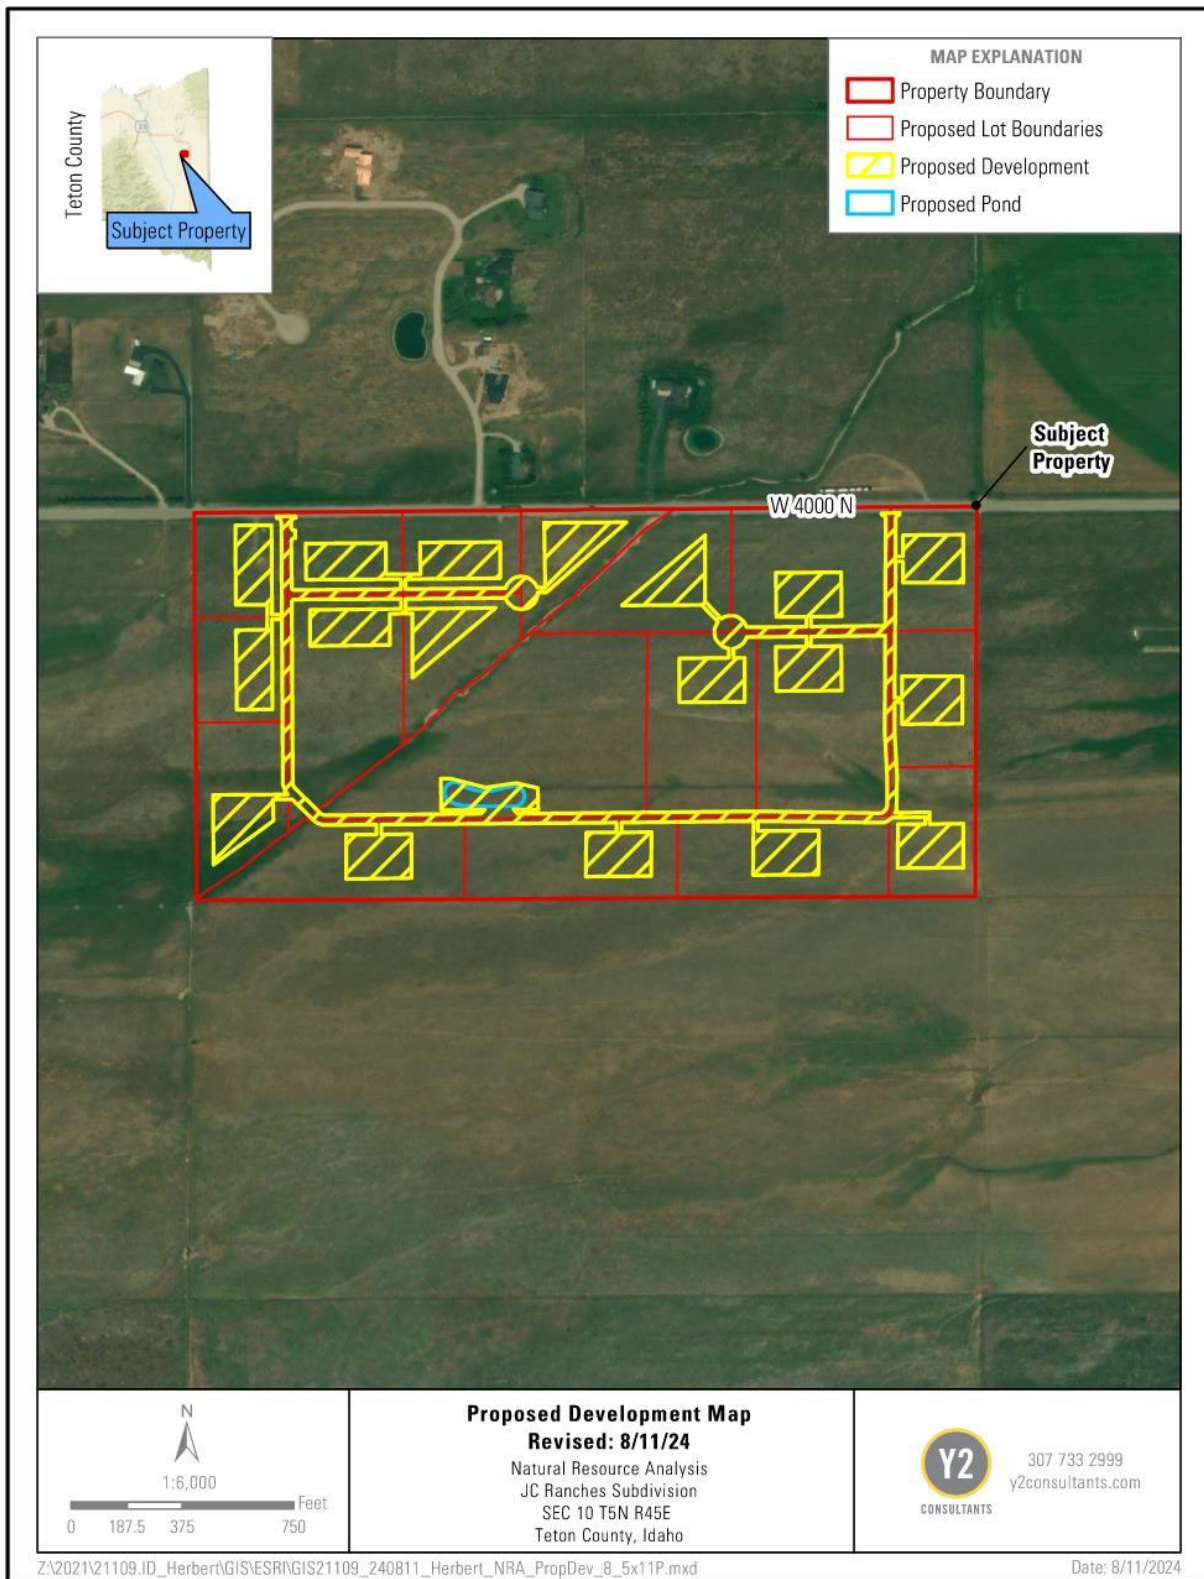 Teton County
33
Subject Property
MAP EXPLANATION
Property Boundary
Proposed Lot Boundaries
Proposed Development
Proposed Pond
Subject
Property
W 4000 N
N
1:6,000
Feet
0 187.5 375 750
Proposed Development Map
Revised: 8/11/24
Natural Resource Analysis
JC Ranches Subdivision
SEC 10 T5N R45E
Teton County, Idaho
Y2
CONSULTANTS
307 733 2999
y2consultants.com
Z:\2021\21109.ID_Herbert\GIS\ESRI\GIS21109_240811_Herbert_NRA_PropDev_8_5x11P.mxd
Date: 8/11/2024